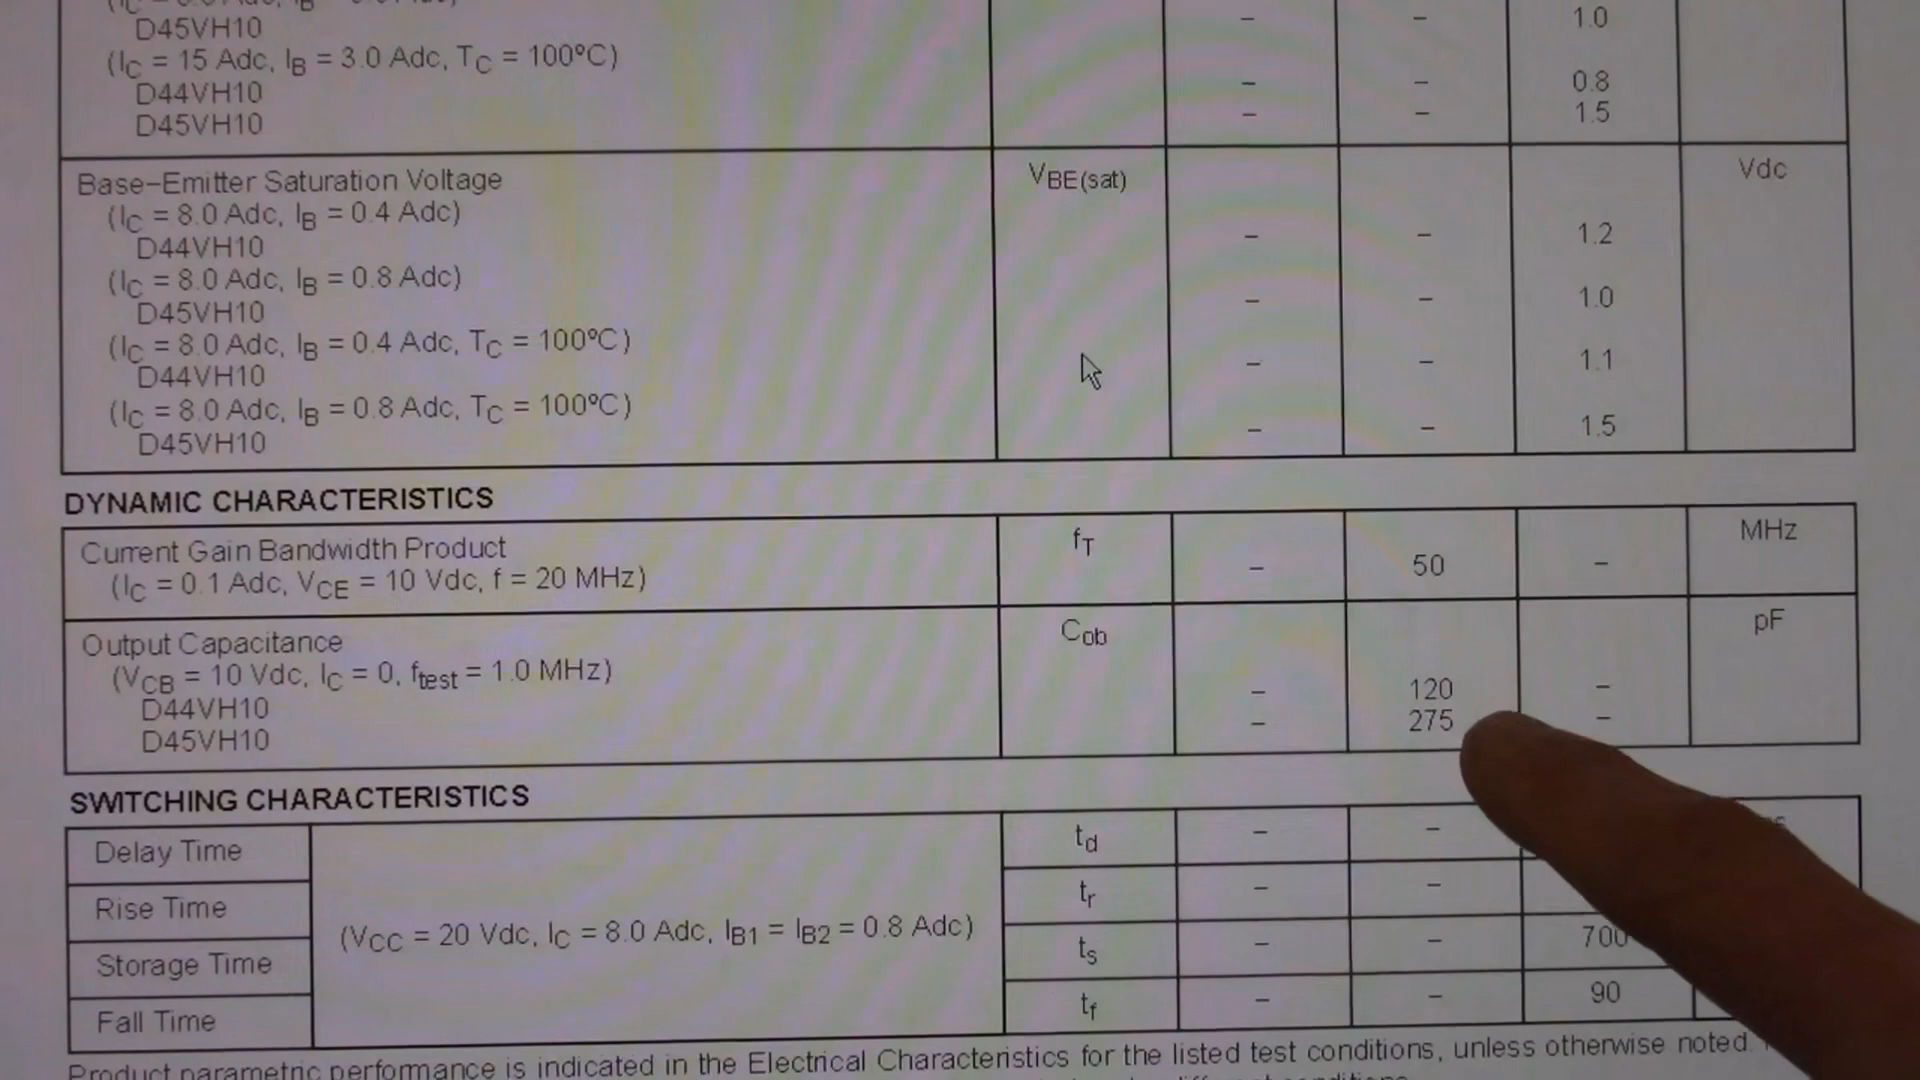 D45VH10 – – 1.0
(IC = 15 Adc, IB = 3.0 Adc, TC = 100°C)
D44VH10 – – 0.8
D45VH10 – – 1.5
Base–Emitter Saturation Voltage VBE(sat) Vdc
(IC = 8.0 Adc, IB = 0.4 Adc)
D44VH10 – – 1.2
(IC = 8.0 Adc, IB = 0.8 Adc)
D45VH10 – – 1.0
(IC = 8.0 Adc, IB = 0.4 Adc, TC = 100°C)
D44VH10 – – 1.1
(IC = 8.0 Adc, IB = 0.8 Adc, TC = 100°C)
D45VH10 – – 1.5
DYNAMIC CHARACTERISTICS
Current Gain Bandwidth Product fT MHz
(IC = 0.1 Adc, VCE = 10 Vdc, f = 20 MHz) – 50 –
Output Capacitance Cob pF
(VCB = 10 Vdc, IC = 0, ftest = 1.0 MHz)
D44VH10 – 120 –
D45VH10 – 275 –
SWITCHING CHARACTERISTICS
Delay Time td – –
Rise Time tr – –
(VCC = 20 Vdc, IC = 8.0 Adc, IB1 = IB2 = 0.8 Adc)
Storage Time ts – – 700
Fall Time tf – – 90
Product parametric performance is indicated in the Electrical Characteristics for the listed test conditions, unless otherwise noted.